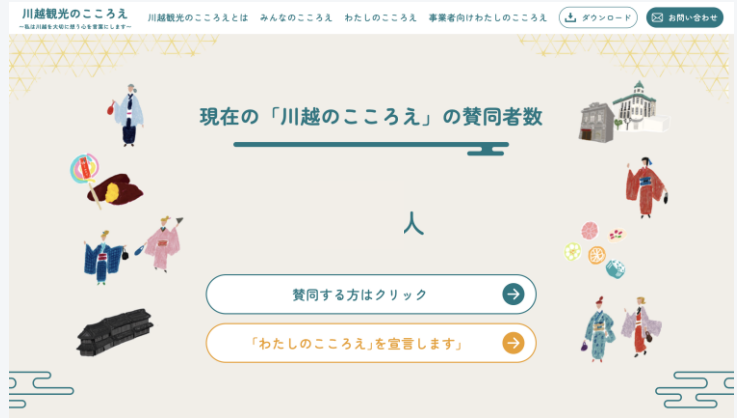 川越観光のこころえ
〜私は川越を大切に想う心を言葉にします〜
川越観光のこころえとは
みんなのこころえ
わたしのこころえ
事業者向けわたしのこころえ
ダウンロード
お問い合わせ
現在の「川越のこころえ」の賛同者数
人
賛同する方はクリック
「わたしのこころえ」を宣言します」